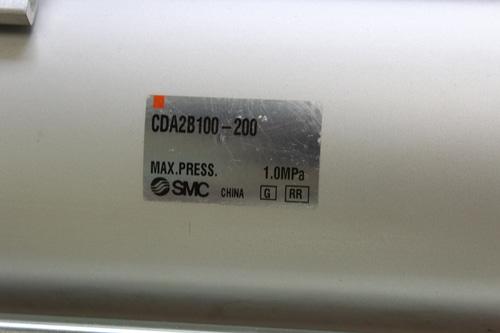 CDA2B100-200
MAX.PRESS. 1.0MPa
SMC CHINA G RR